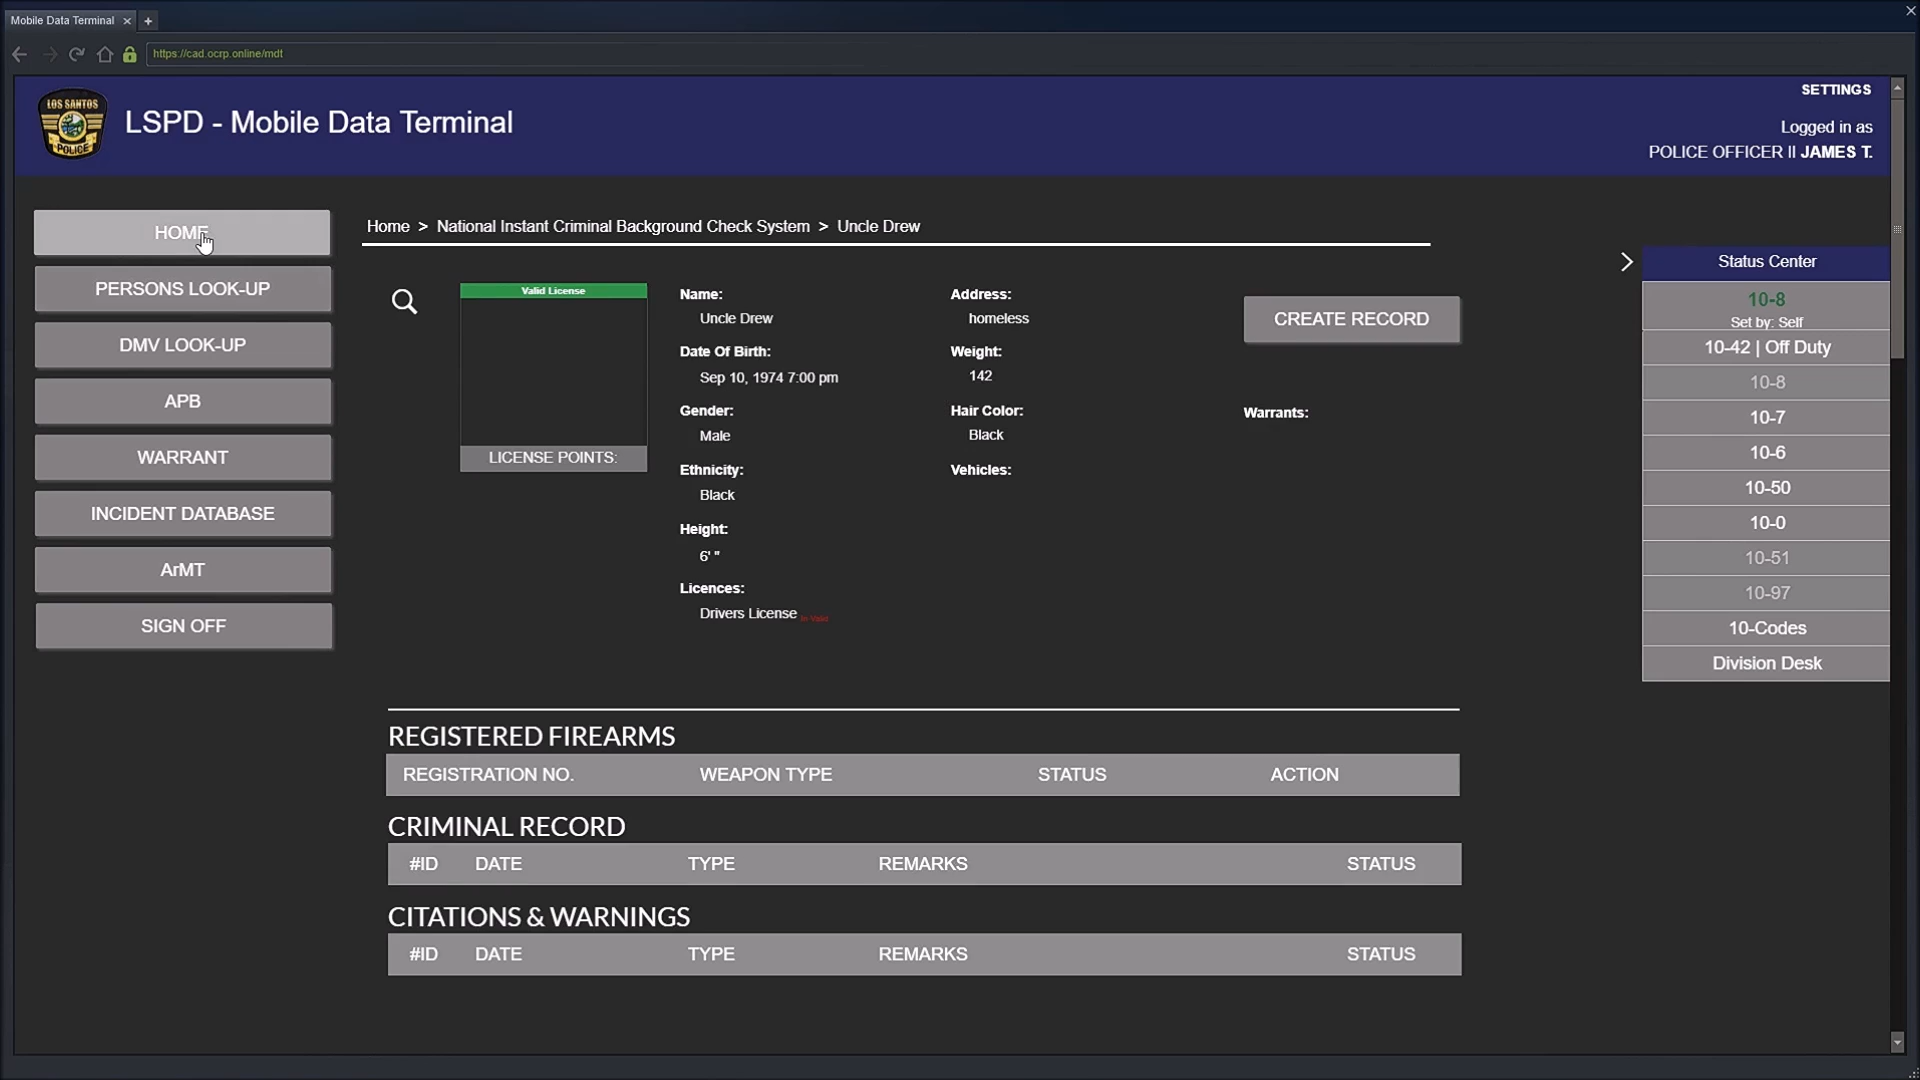 Mobile Data Terminal
https://cad.ocrp.online/mdt
LOS SANTOS
POLICE
LSPD - Mobile Data Terminal
SETTINGS
Logged in as
POLICE OFFICER II JAMES T.
HOME
PERSONS LOOK-UP
DMV LOOK-UP
APB
WARRANT
INCIDENT DATABASE
ArMT
SIGN OFF
Home > National Instant Criminal Background Check System > Uncle Drew
Valid License
LICENSE POINTS:
Name:
Uncle Drew
Date Of Birth:
Sep 10, 1974 7:00 pm
Gender:
Male
Ethnicity:
Black
Height:
6' "
Licences:
Drivers License In-Valid
Address:
homeless
Weight:
142
Hair Color:
Black
Vehicles:
CREATE RECORD
Warrants:
Status Center
10-8
Set by: Self
10-42 | Off Duty
10-8
10-7
10-6
10-50
10-0
10-51
10-97
10-Codes
Division Desk
REGISTERED FIREARMS
REGISTRATION NO. WEAPON TYPE STATUS ACTION
CRIMINAL RECORD
#ID DATE TYPE REMARKS STATUS
CITATIONS & WARNINGS
#ID DATE TYPE REMARKS STATUS